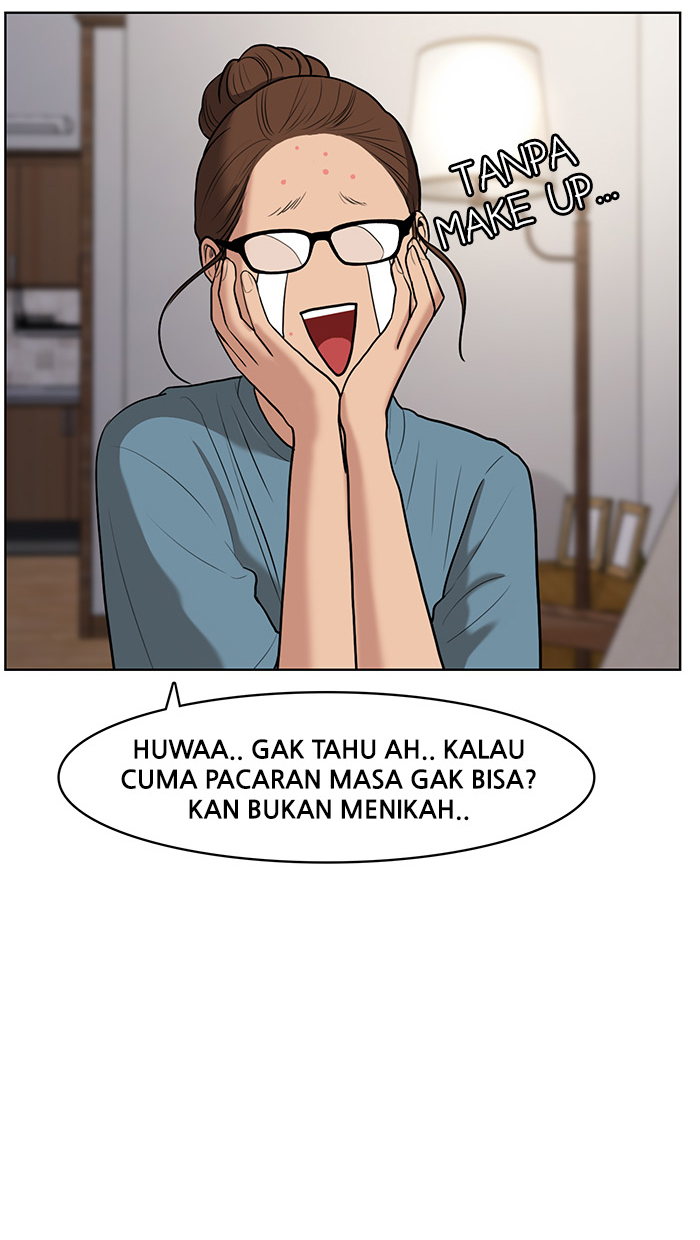 TANPA
MAKE UP...
HUWAA.. GAK TAHU AH.. KALAU
CUMA PACARAN MASA GAK BISA?
KAN BUKAN MENIKAH..